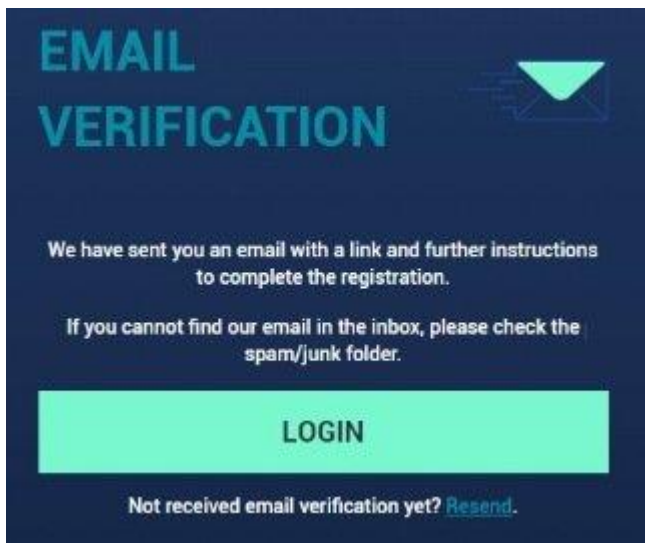 EMAIL
VERIFICATION
We have sent you an email with a link and further instructions
to complete the registration.
If you cannot find our email in the inbox, please check the
spam/junk folder.
LOGIN
Not received email verification yet? Resend.